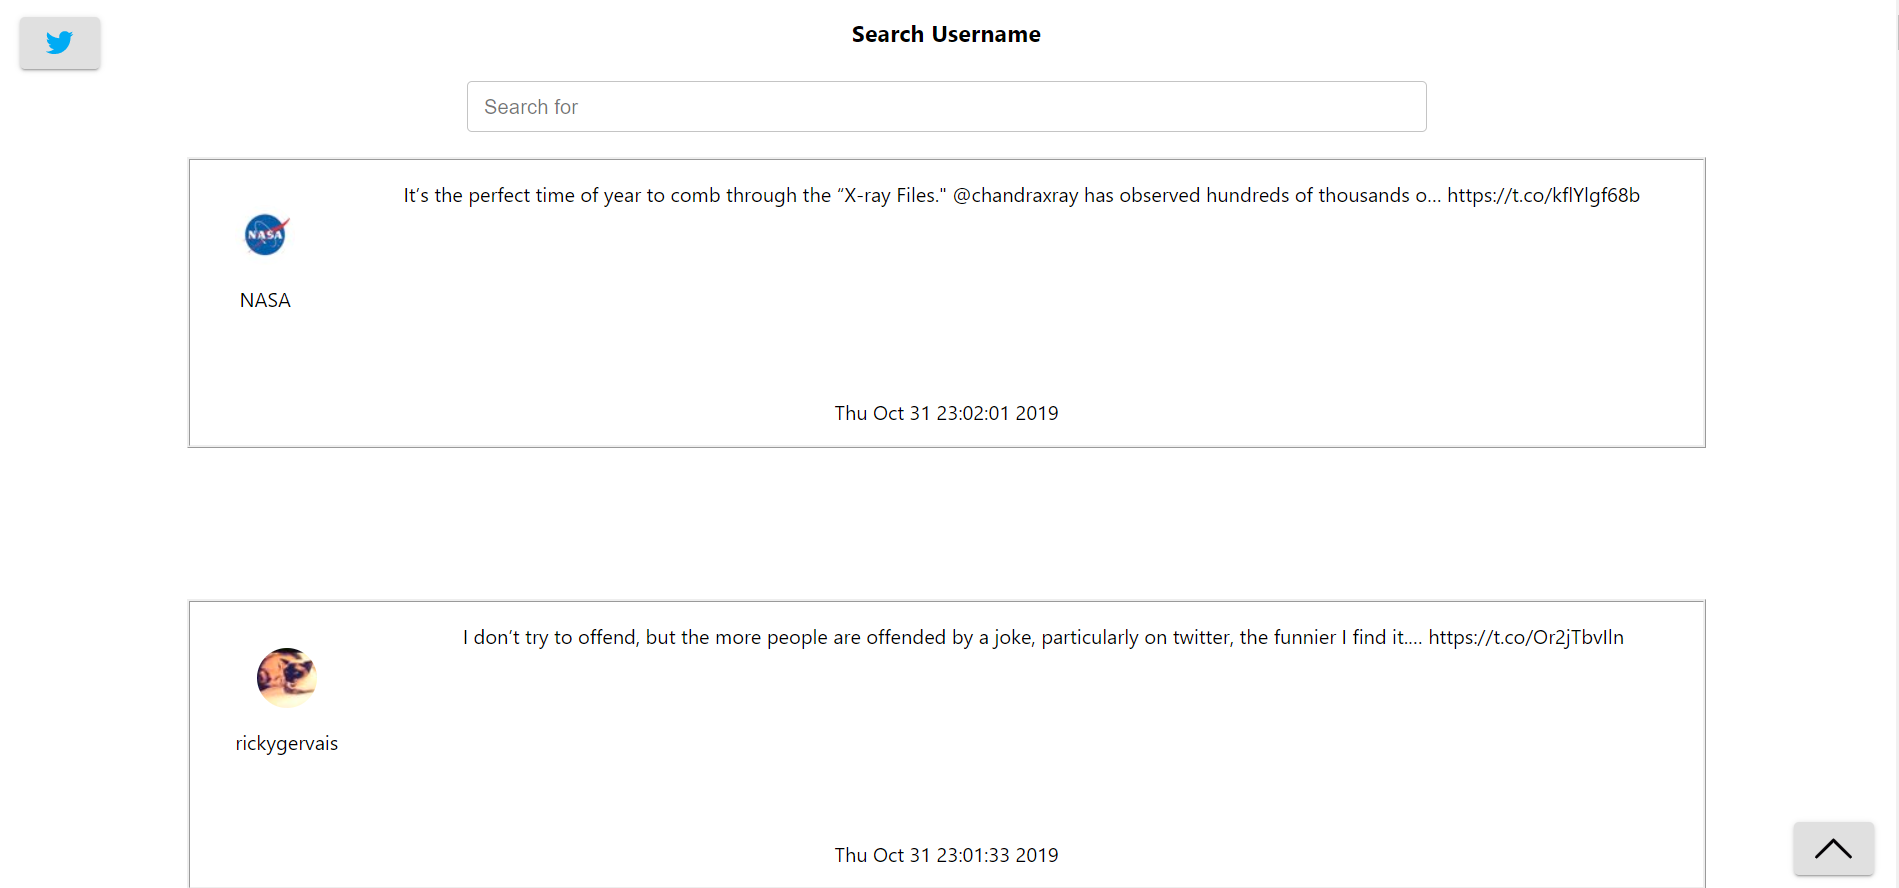 Search Username
Search for
It’s the perfect time of year to comb through the “X-ray Files." @chandraxray has observed hundreds of thousands o… https://t.co/kflYlgf68b
NASA
NASA
Thu Oct 31 23:02:01 2019
I don’t try to offend, but the more people are offended by a joke, particularly on twitter, the funnier I find it.… https://t.co/Or2jTbvIln
rickygervais
Thu Oct 31 23:01:33 2019